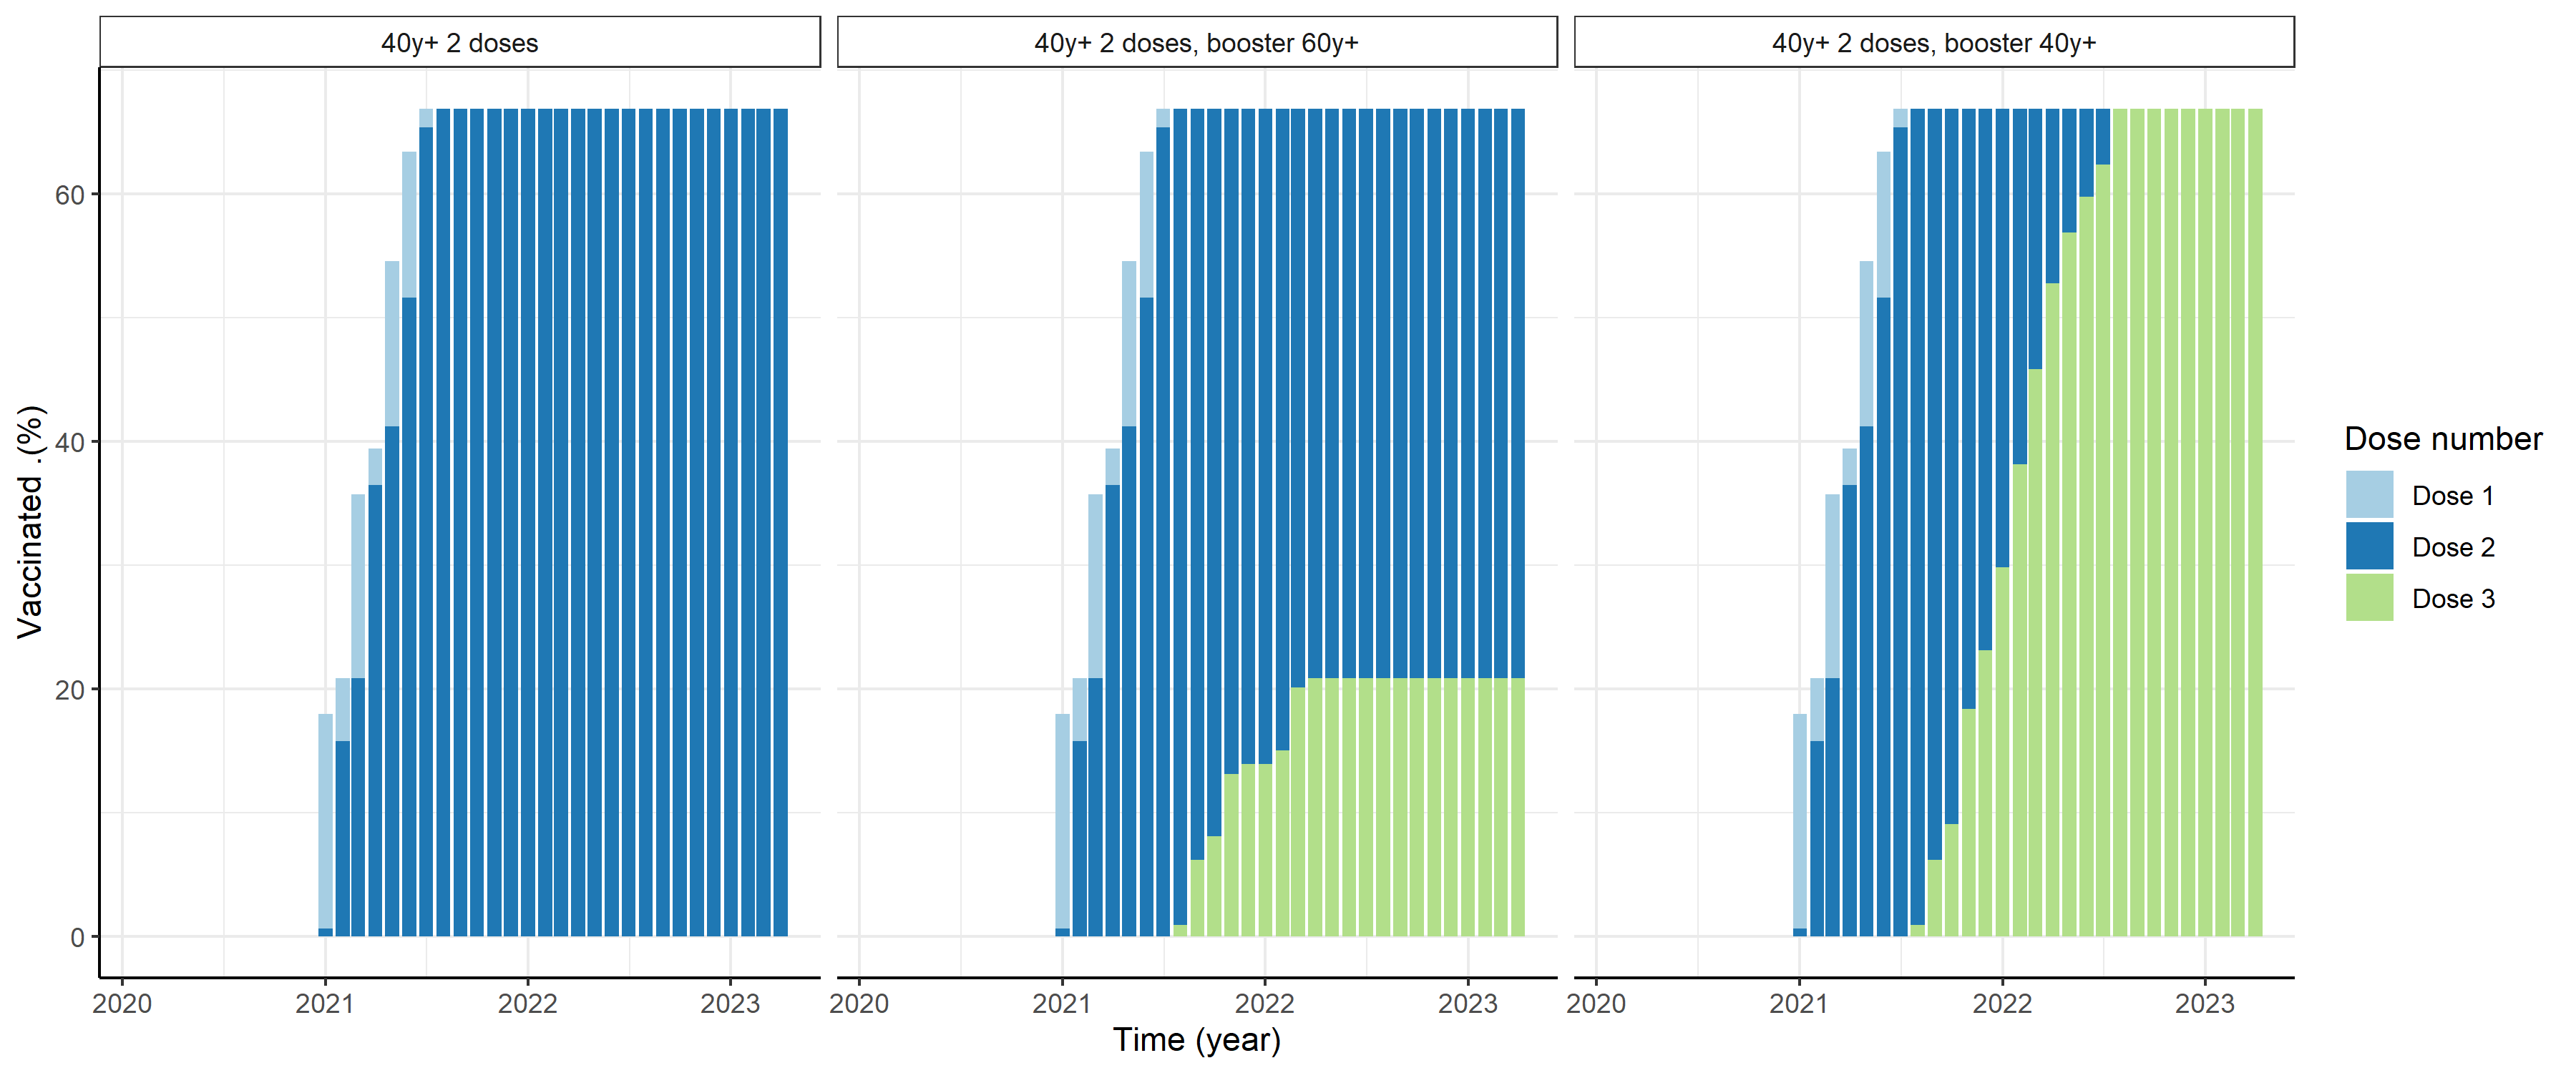 40y+ 2 doses
40y+ 2 doses, booster 60y+
40y+ 2 doses, booster 40y+
Vaccinated .(%)
60
40
20
0
2020 2021 2022 2023
2020 2021 2022 2023
2020 2021 2022 2023
Time (year)
Dose number
Dose 1
Dose 2
Dose 3